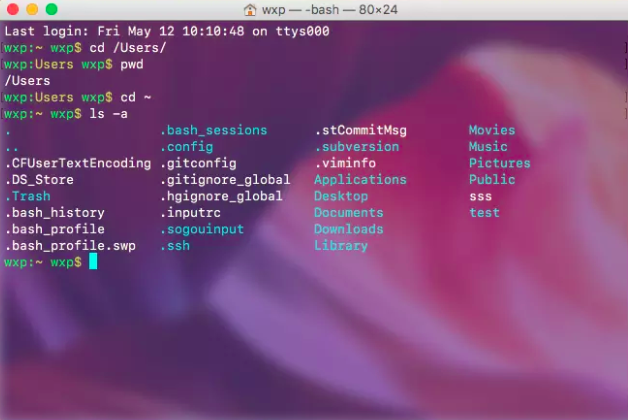 wxp — -bash — 80×24
Last login: Fri May 12 10:10:48 on ttys000
wxp:~ wxp$ cd /Users/
wxp:Users wxp$ pwd
/Users
wxp:Users wxp$ cd ~
wxp:~ wxp$ ls -a
. .bash_sessions .stCommitMsg Movies
.. .config .subversion Music
.CFUserTextEncoding .gitconfig .viminfo Pictures
.DS_Store .gitignore_global Applications Public
.Trash .hgignore_global Desktop sss
.bash_history .inputrc Documents test
.bash_profile .sogouinput Downloads
.bash_profile.swp .ssh Library
wxp:~ wxp$